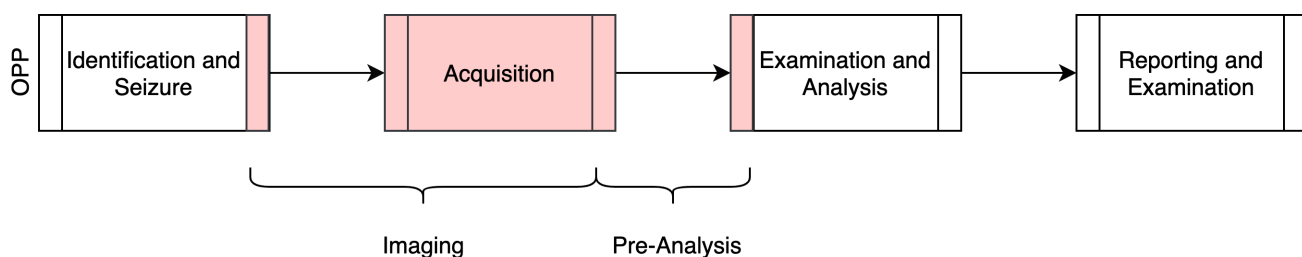 OPP
Identification and
Seizure
Acquisition
Examination and
Analysis
Reporting and
Examination
Imaging
Pre-Analysis